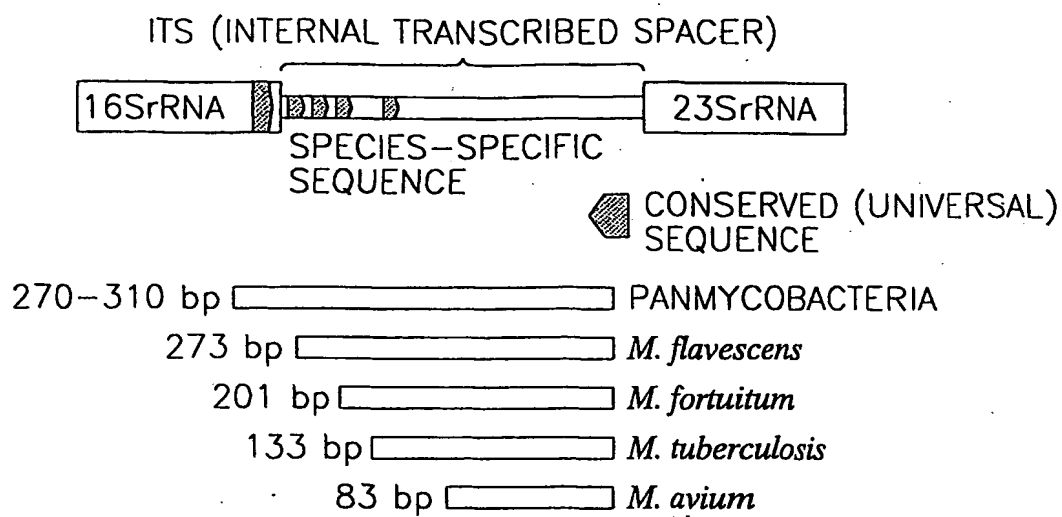 ITS (INTERNAL TRANSCRIBED SPACER)
16SrRNA
23SrRNA
SPECIES-SPECIFIC
SEQUENCE
CONSERVED (UNIVERSAL)
SEQUENCE
270-310 bp
PANMYCOBACTERIA
273 bp
M. flavescens
201 bp
M. fortuitum
133 bp
M. tuberculosis
83 bp
M. avium